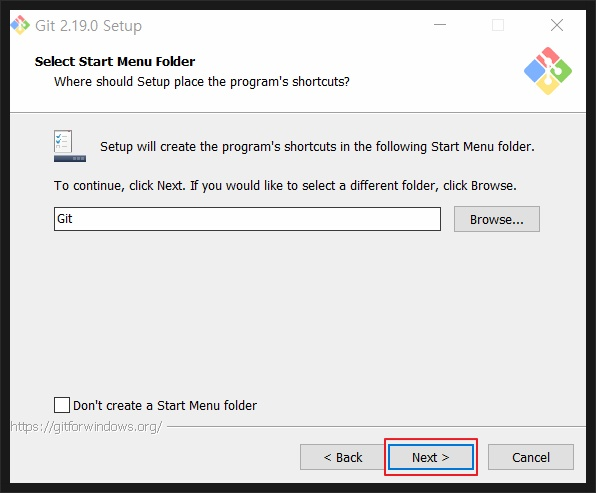 Git 2.19.0 Setup
Select Start Menu Folder
Where should Setup place the program's shortcuts?
Setup will create the program's shortcuts in the following Start Menu folder.
To continue, click Next. If you would like to select a different folder, click Browse.
Git
Browse...
Don't create a Start Menu folder
https://gitforwindows.org/
< Back
Next >
Cancel